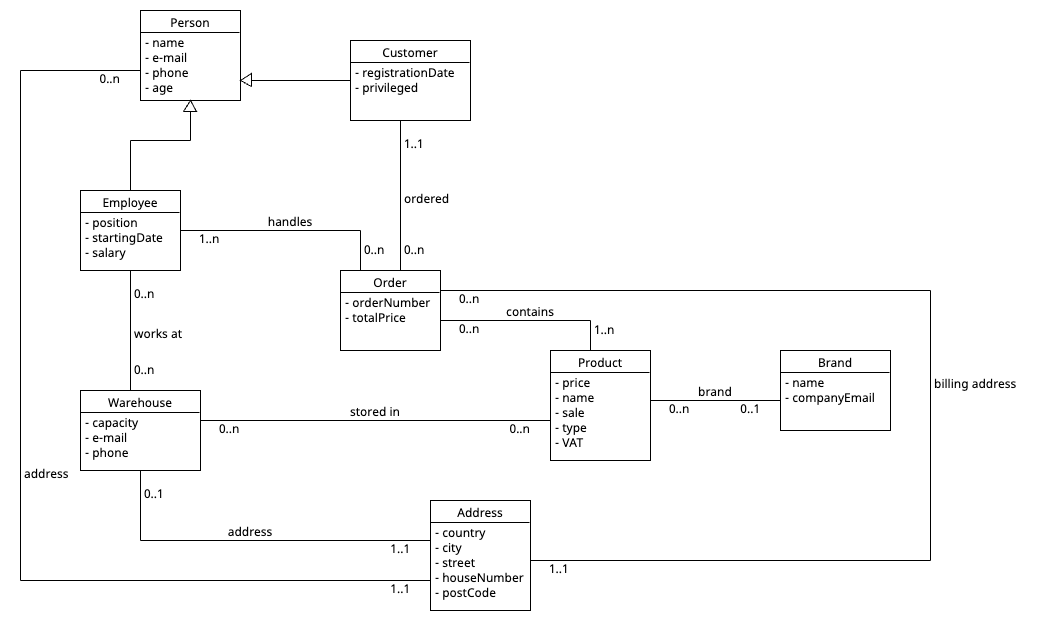 Person
- name
- e-mail
- phone
- age
0..n
Customer
- registrationDate
- privileged
1..1
ordered
0..n
Employee
- position
- startingDate
- salary
handles
1..n
0..n
Order
- orderNumber
- totalPrice
0..n
works at
0..n
0..n
contains
0..n
1..n
Product
- price
- name
- sale
- type
- VAT
brand
0..n
0..1
Brand
- name
- companyEmail
billing address
Warehouse
- capacity
- e-mail
- phone
stored in
0..n
0..n
address
0..1
address
1..1
1..1
Address
- country
- city
- street
- houseNumber
- postCode
1..1